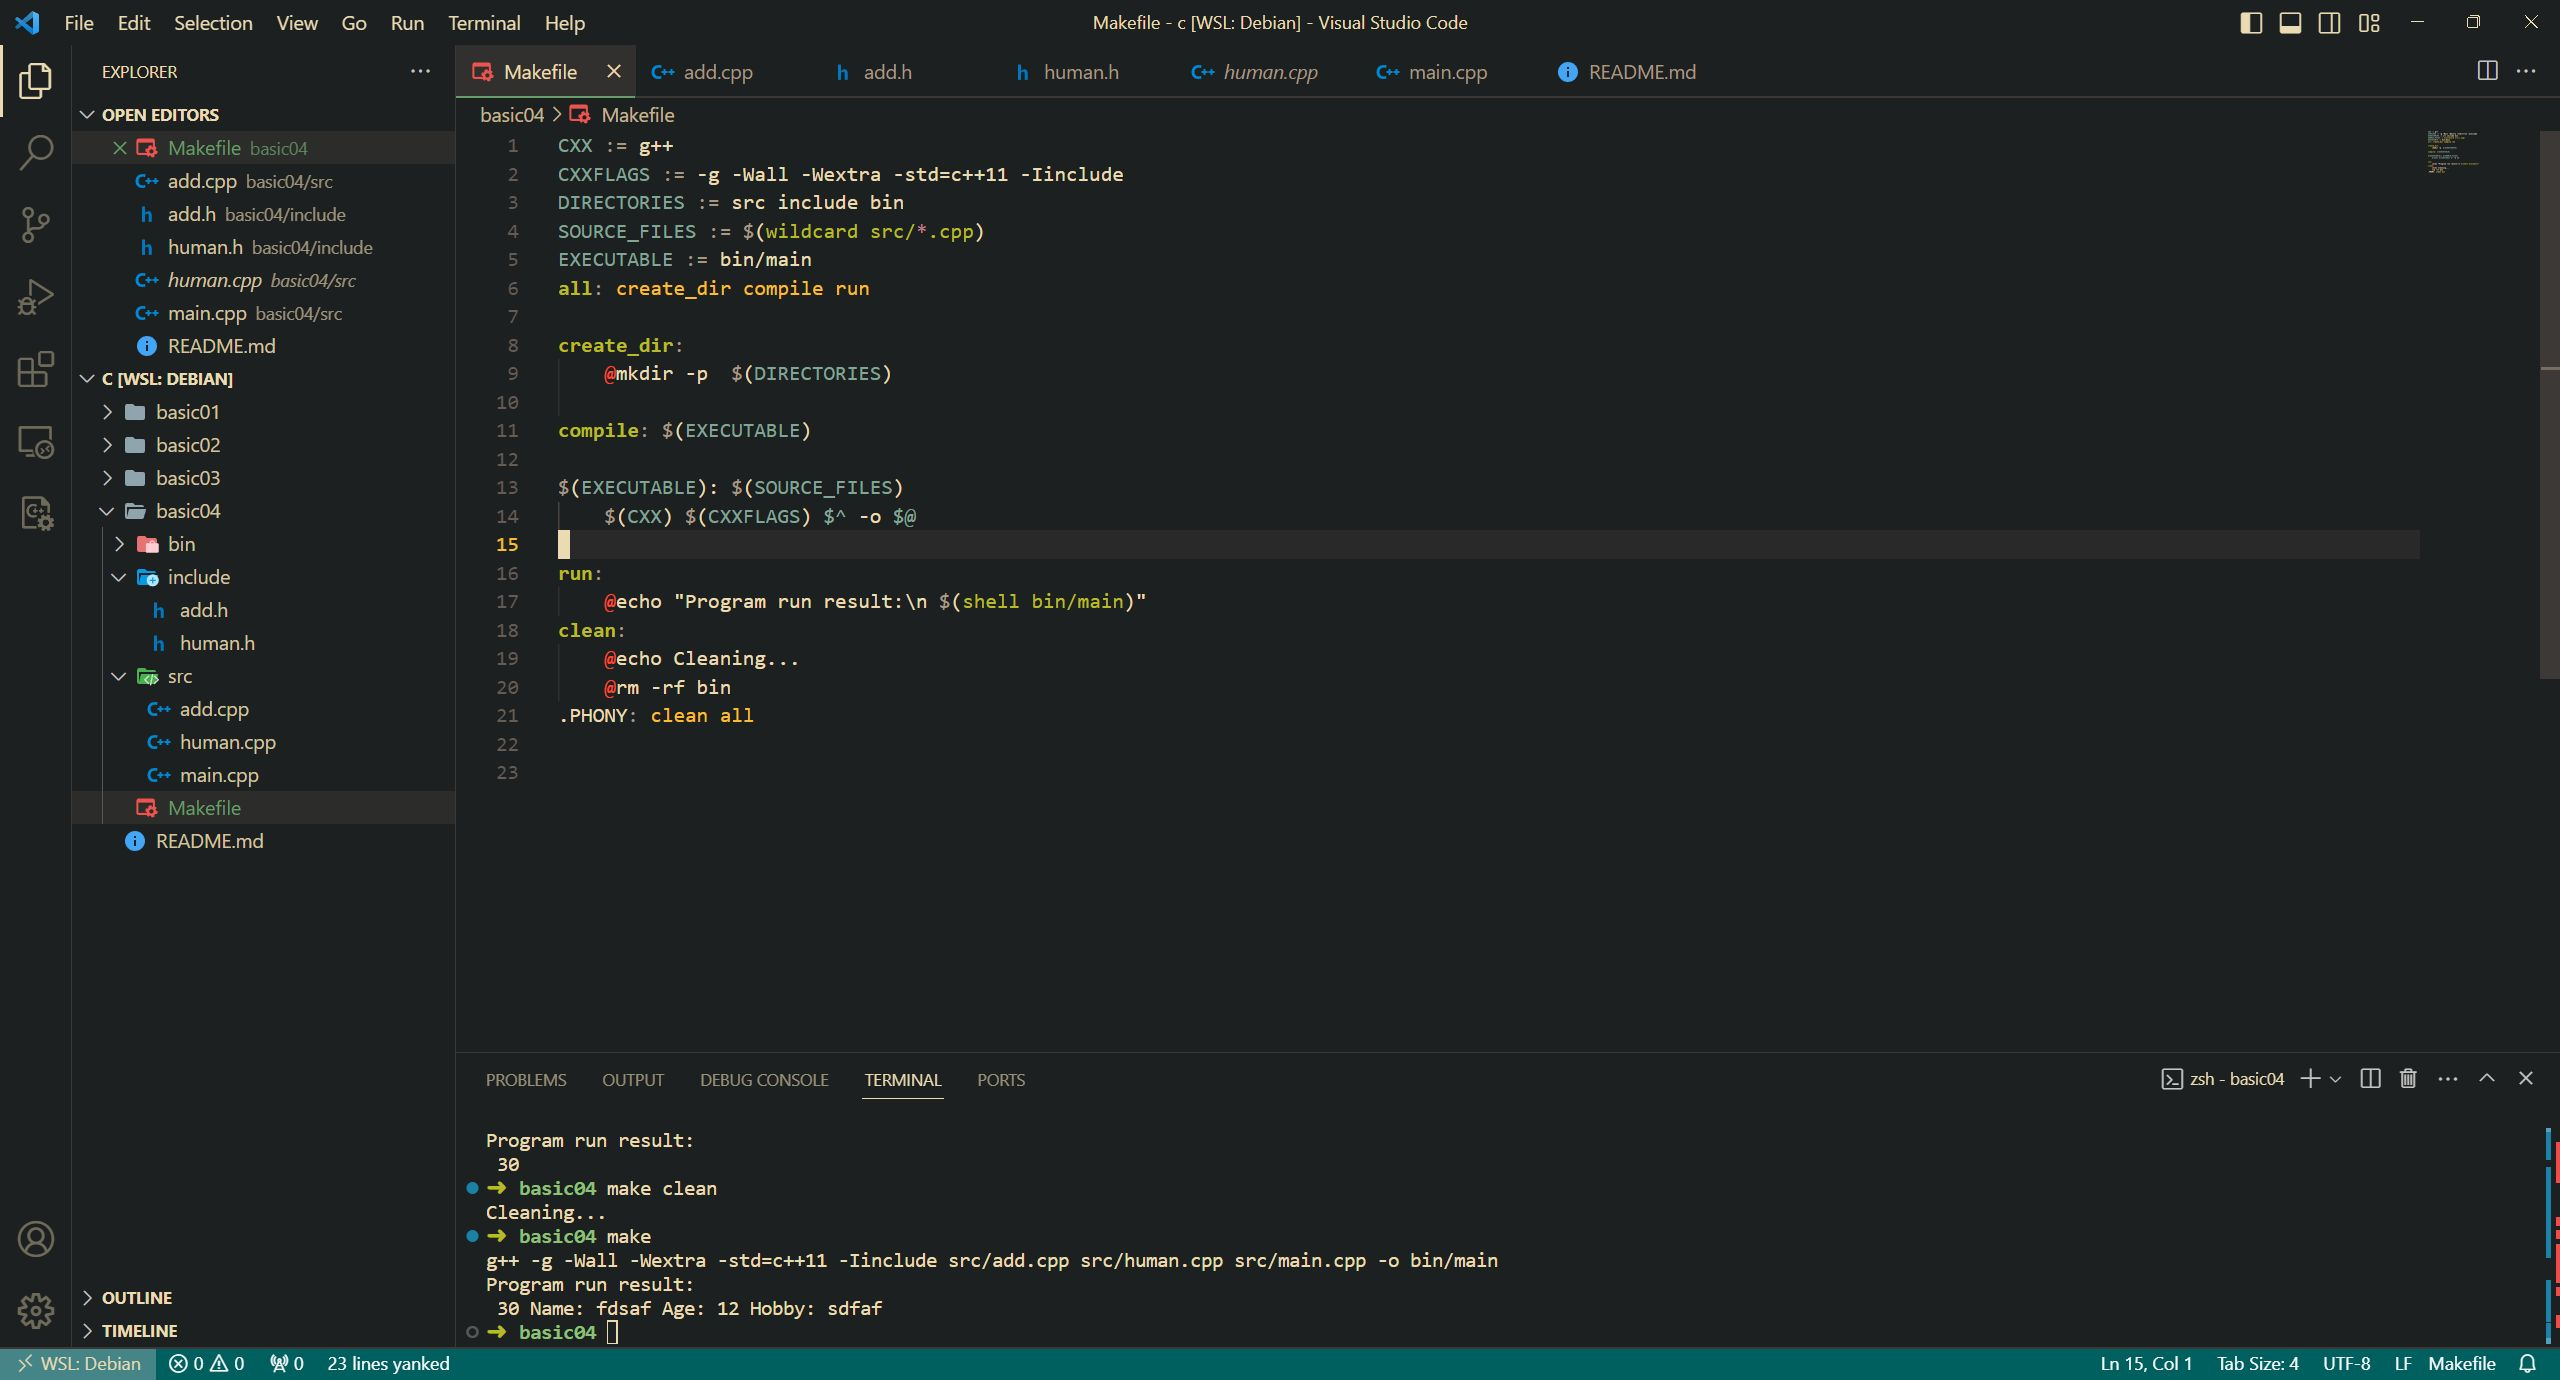 File Edit Selection View Go Run Terminal Help
Makefile - c [WSL: Debian] - Visual Studio Code
EXPLORER
OPEN EDITORS
Makefile basic04
add.cpp basic04/src
add.h basic04/include
human.h basic04/include
human.cpp basic04/src
main.cpp basic04/src
README.md
C [WSL: DEBIAN]
basic01
basic02
basic03
basic04
bin
include
add.h
human.h
src
add.cpp
human.cpp
main.cpp
Makefile
README.md
OUTLINE
TIMELINE
Makefile add.cpp add.h human.h human.cpp main.cpp README.md
basic04 > Makefile
1 CXX := g++
2 CXXFLAGS := -g -Wall -Wextra -std=c++11 -Iinclude
3 DIRECTORIES := src include bin
4 SOURCE_FILES := $(wildcard src/*.cpp)
5 EXECUTABLE := bin/main
6 all: create_dir compile run
7
8 create_dir:
9 @mkdir -p  $(DIRECTORIES)
10
11 compile: $(EXECUTABLE)
12
13 $(EXECUTABLE): $(SOURCE_FILES)
14 $(CXX) $(CXXFLAGS) $^ -o $@
15
16 run:
17 @echo "Program run result:\n $(shell bin/main)"
18 clean:
19 @echo Cleaning...
20 @rm -rf bin
21 .PHONY: clean all
22
23
PROBLEMS OUTPUT DEBUG CONSOLE TERMINAL PORTS
zsh - basic04
Program run result:
30
➜ basic04 make clean
Cleaning...
➜ basic04 make
g++ -g -Wall -Wextra -std=c++11 -Iinclude src/add.cpp src/human.cpp src/main.cpp -o bin/main
Program run result:
30 Name: fdsaf Age: 12 Hobby: sdfaf
➜ basic04
WSL: Debian 0 0 0 23 lines yanked
Ln 15, Col 1 Tab Size: 4 UTF-8 LF Makefile